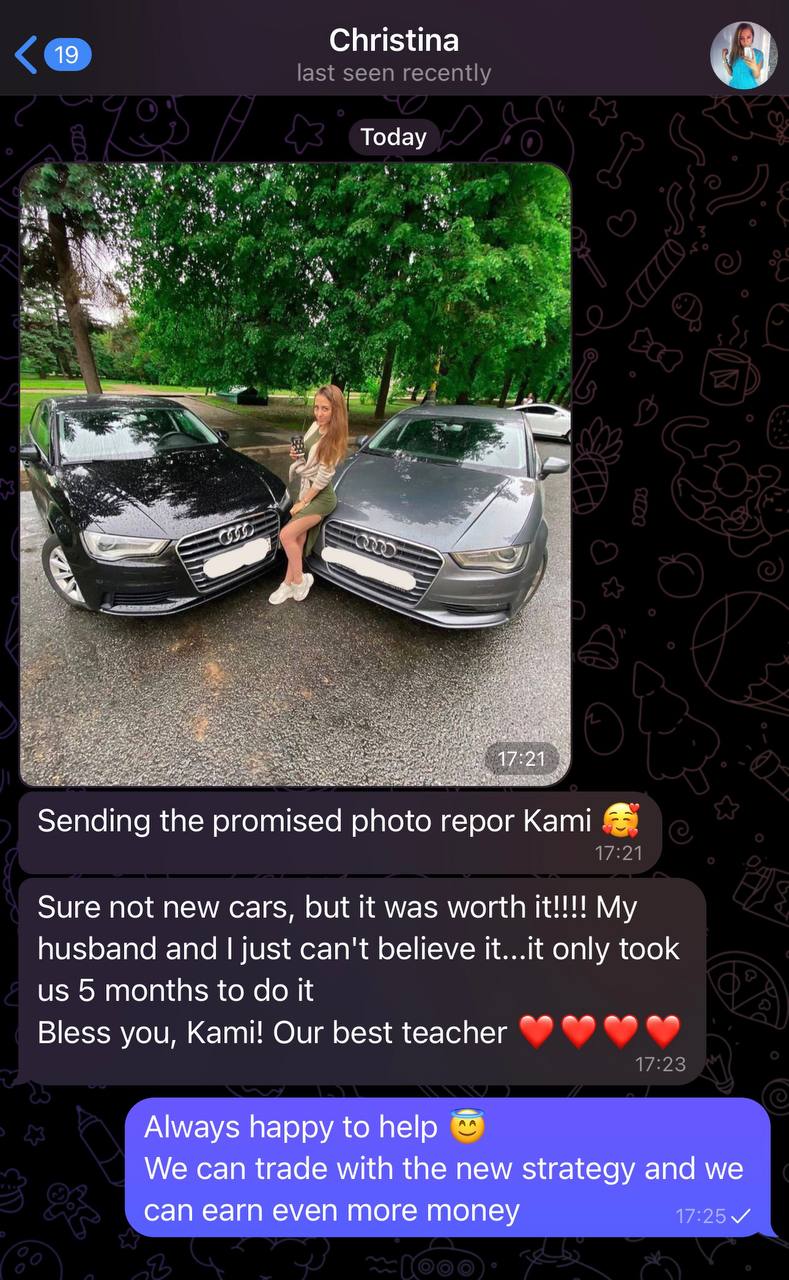 19
Christina
last seen recently
Today
17:21
Sending the promised photo repor Kami 🥰
17:21
Sure not new cars, but it was worth it!!!! My
husband and I just can't believe it...it only took
us 5 months to do it
Bless you, Kami! Our best teacher ❤️❤️❤️❤️
17:23
Always happy to help 😇
We can trade with the new strategy and we
can earn even more money
17:25